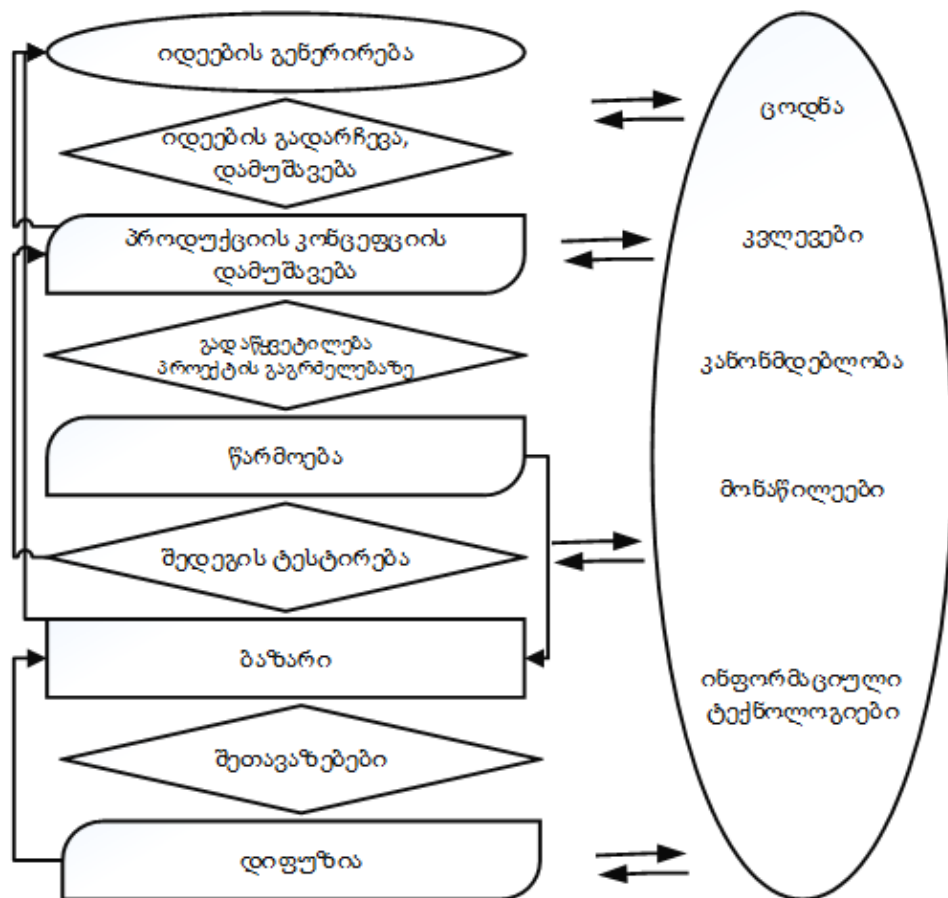 იდეების გენერირება
იდეების გადარჩევა,
დამუშავება
პროდუქციის კონცეფციის
დამუშავება
გადაწყვეტილება
პროექტის გაგრძელებაზე
წარმოება
შედეგის ტესტირება
ბაზარი
შეთავაზებები
დიფუზია
ცოდნა
კვლევები
კანონმდებლობა
მონაწილეები
ინფორმაციული
ტექნოლოგიები